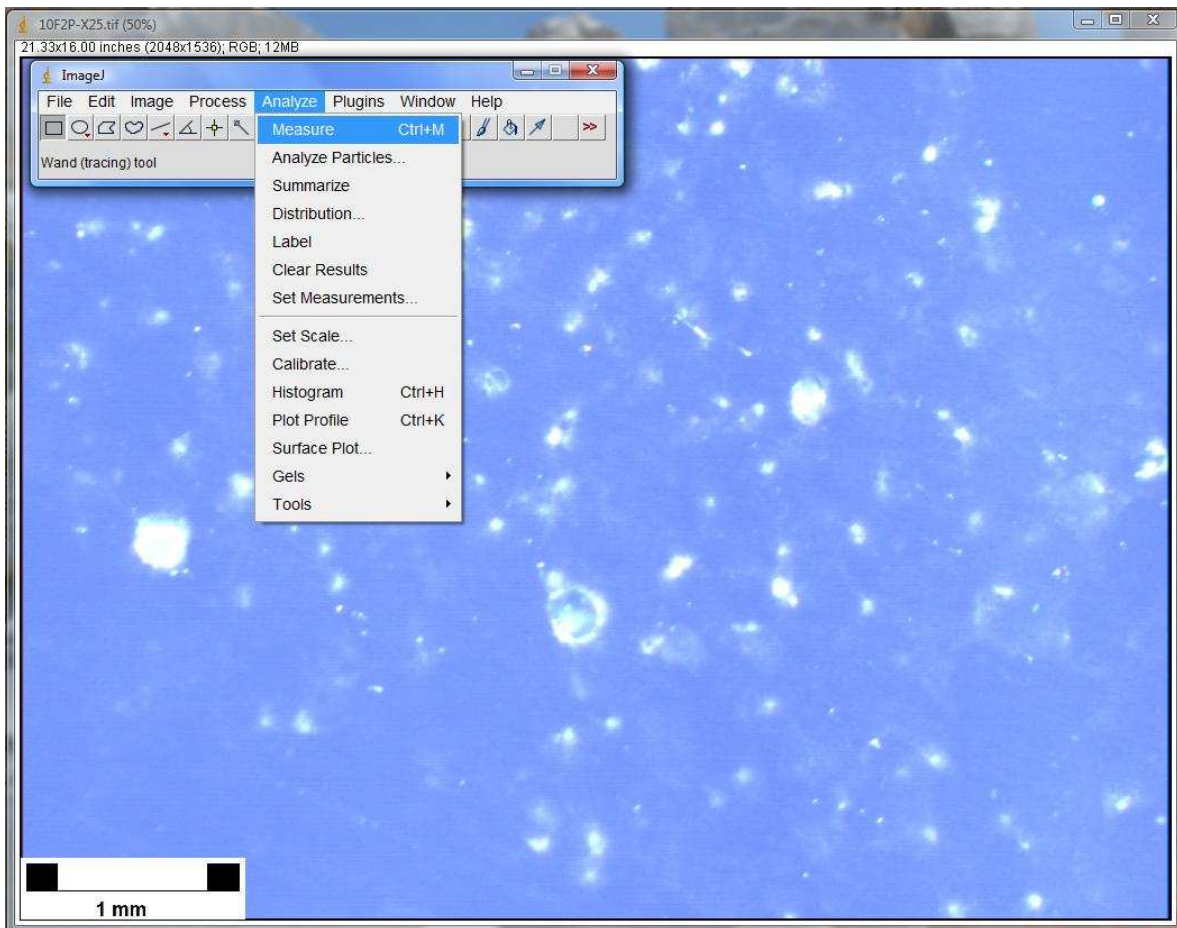 10F2P-X25.tif (50%)
21.33x16.00 inches (2048x1536); RGB; 12MB
ImageJ
File Edit Image Process Analyze Plugins Window Help
>>
Wand (tracing) tool
Measure Ctrl+M
Analyze Particles...
Summarize
Distribution...
Label
Clear Results
Set Measurements...
Set Scale...
Calibrate...
Histogram Ctrl+H
Plot Profile Ctrl+K
Surface Plot...
Gels
Tools
1 mm